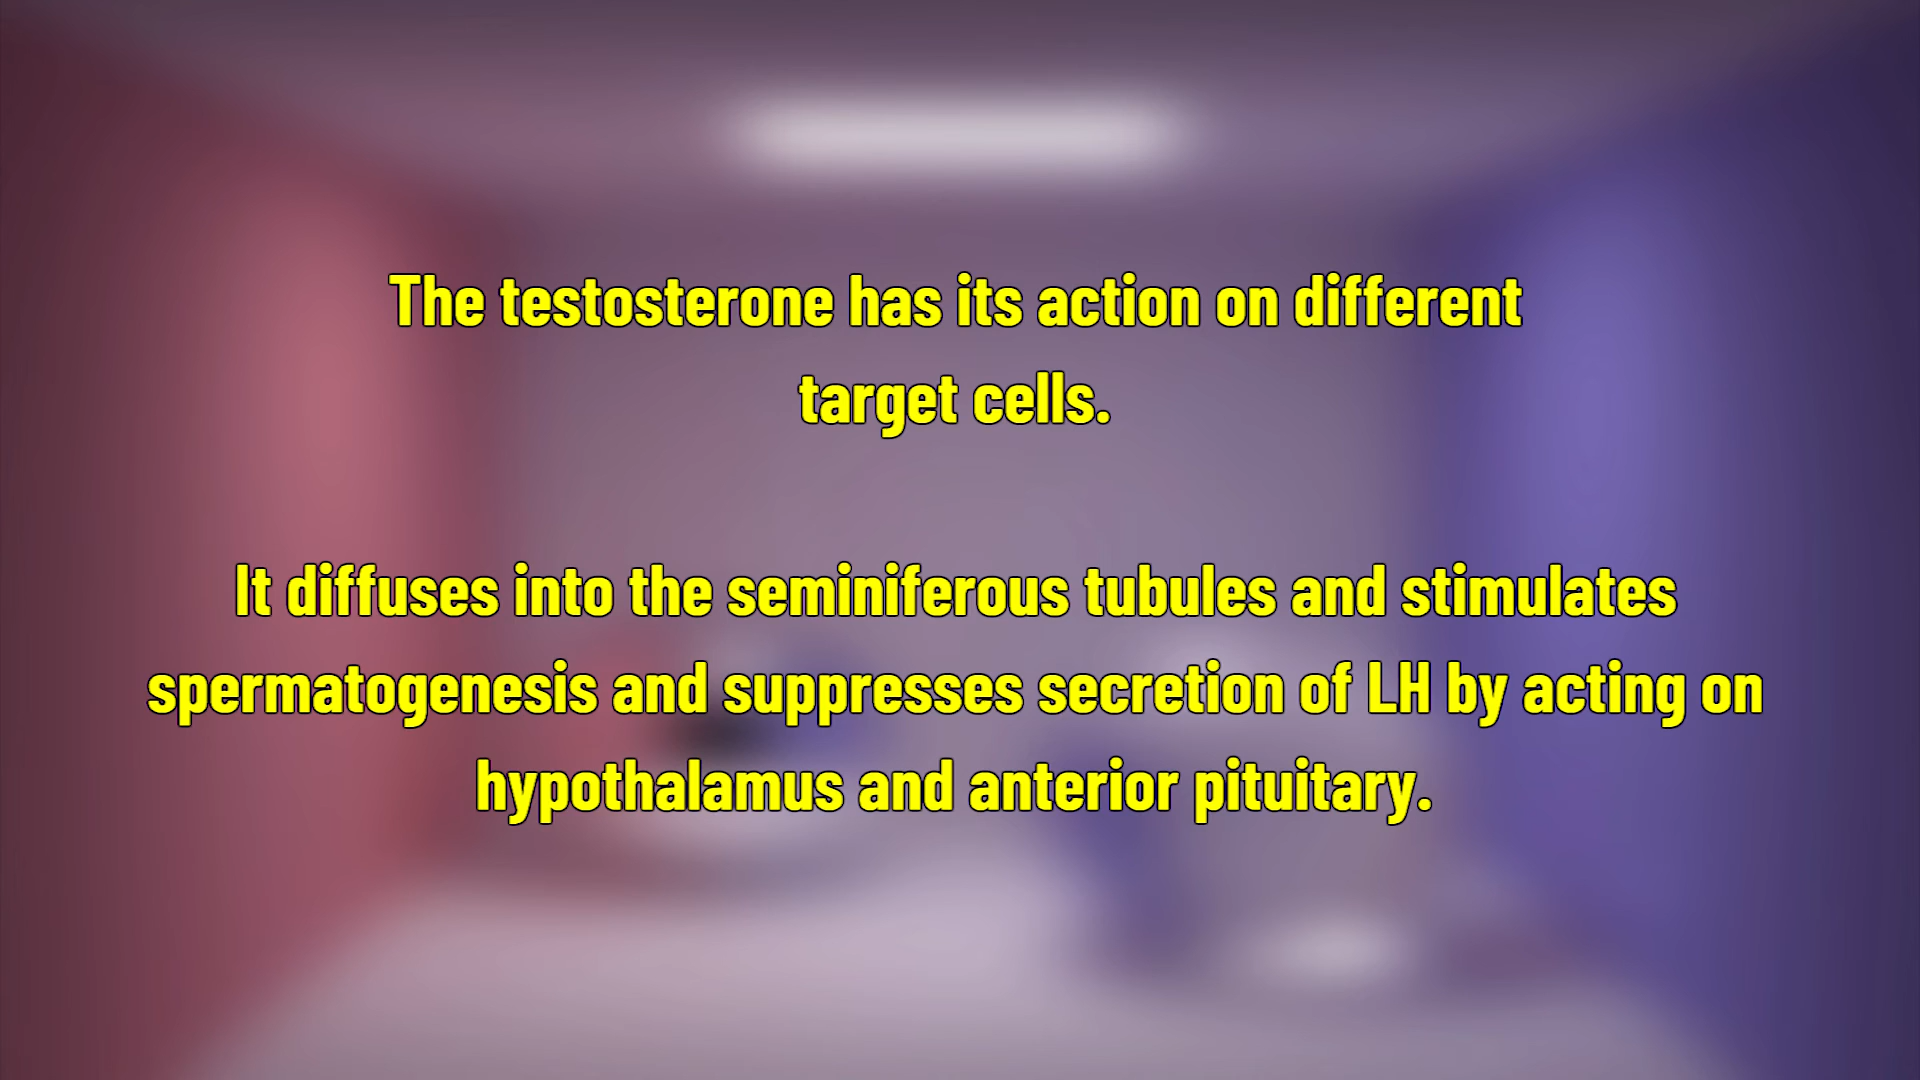 The testosterone has its action on different
target cells.
It diffuses into the seminiferous tubules and stimulates
spermatogenesis and suppresses secretion of LH by acting on
hypothalamus and anterior pituitary.